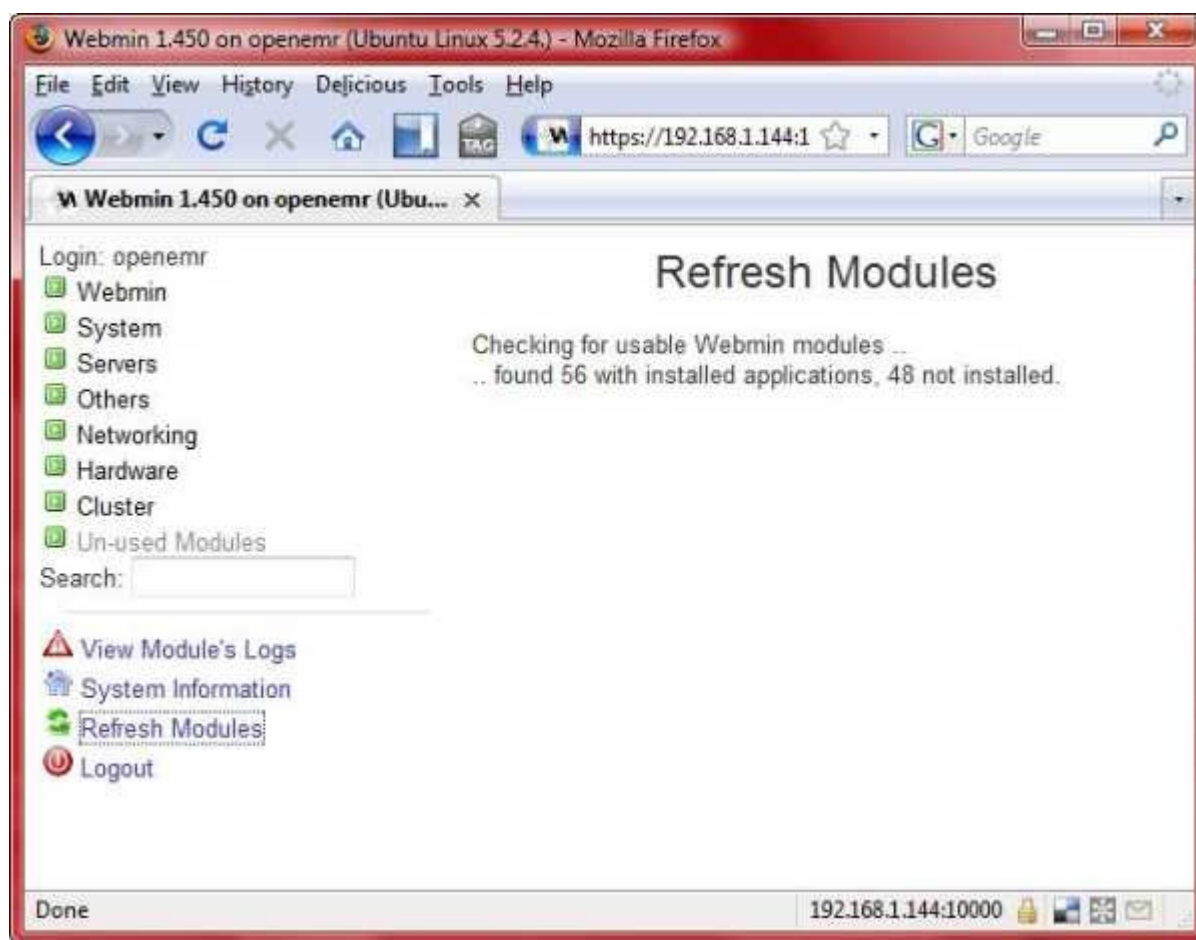 Webmin 1.450 on openemr (Ubuntu Linux 5.2.4,) - Mozilla Firefox
File Edit View History Delicious Tools Help
TAG https://192.168.1.144:1 G Google
Webmin 1.450 on openemr (Ubu...
Login: openemr
Webmin
System
Servers
Others
Networking
Hardware
Cluster
Un-used Modules
Search:
View Module's Logs
System Information
Refresh Modules
Logout
Refresh Modules
Checking for usable Webmin modules ..
.. found 56 with installed applications, 48 not installed.
Done 192.168.1.144:10000